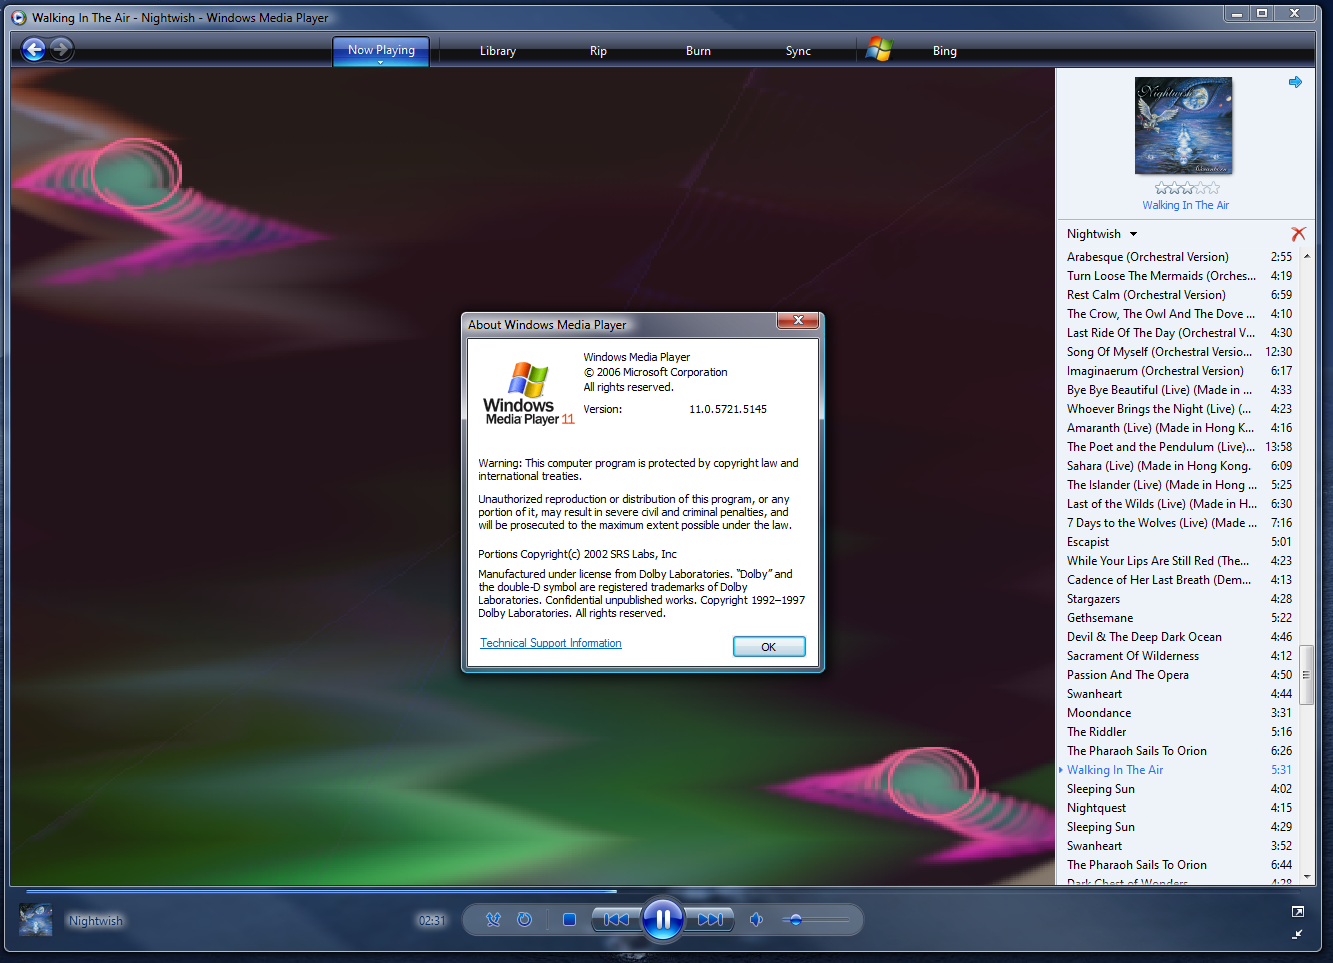 Walking In The Air - Nightwish - Windows Media Player
Now Playing
Library
Rip
Burn
Sync
Bing
Nightwish
Walking In The Air
Nightwish
Arabesque (Orchestral Version) 2:55
Turn Loose The Mermaids (Orches... 4:19
Rest Calm (Orchestral Version) 6:59
The Crow, The Owl And The Dove ... 4:10
Last Ride Of The Day (Orchestral V... 4:30
Song Of Myself (Orchestral Versio... 12:30
Imaginaerum (Orchestral Version) 6:17
Bye Bye Beautiful (Live) (Made in ... 4:33
Whoever Brings the Night (Live) (... 4:23
Amaranth (Live) (Made in Hong K... 4:16
The Poet and the Pendulum (Live)... 13:58
Sahara (Live) (Made in Hong Kong. 6:09
The Islander (Live) (Made in Hong ... 5:25
Last of the Wilds (Live) (Made in H... 6:30
7 Days to the Wolves (Live) (Made ... 7:16
Escapist 5:01
While Your Lips Are Still Red (The... 4:23
Cadence of Her Last Breath (Dem... 4:13
Stargazers 4:28
Gethsemane 5:22
Devil & The Deep Dark Ocean 4:46
Sacrament Of Wilderness 4:12
Passion And The Opera 4:50
Swanheart 4:44
Moondance 3:31
The Riddler 5:16
The Pharaoh Sails To Orion 6:26
Walking In The Air 5:31
Sleeping Sun 4:02
Nightquest 4:15
Sleeping Sun 4:29
Swanheart 3:52
The Pharaoh Sails To Orion 6:44
Dark Chest of Wonders 4:28
About Windows Media Player
Windows
Media Player 11
Windows Media Player
© 2006 Microsoft Corporation
All rights reserved.
Version: 11.0.5721.5145
Warning: This computer program is protected by copyright law and
international treaties.
Unauthorized reproduction or distribution of this program, or any
portion of it, may result in severe civil and criminal penalties, and
will be prosecuted to the maximum extent possible under the law.
Portions Copyright(c) 2002 SRS Labs, Inc
Manufactured under license from Dolby Laboratories. “Dolby” and
the double-D symbol are registered trademarks of Dolby
Laboratories. Confidential unpublished works. Copyright 1992–1997
Dolby Laboratories. All rights reserved.
Technical Support Information
OK
Nightwish
02:31